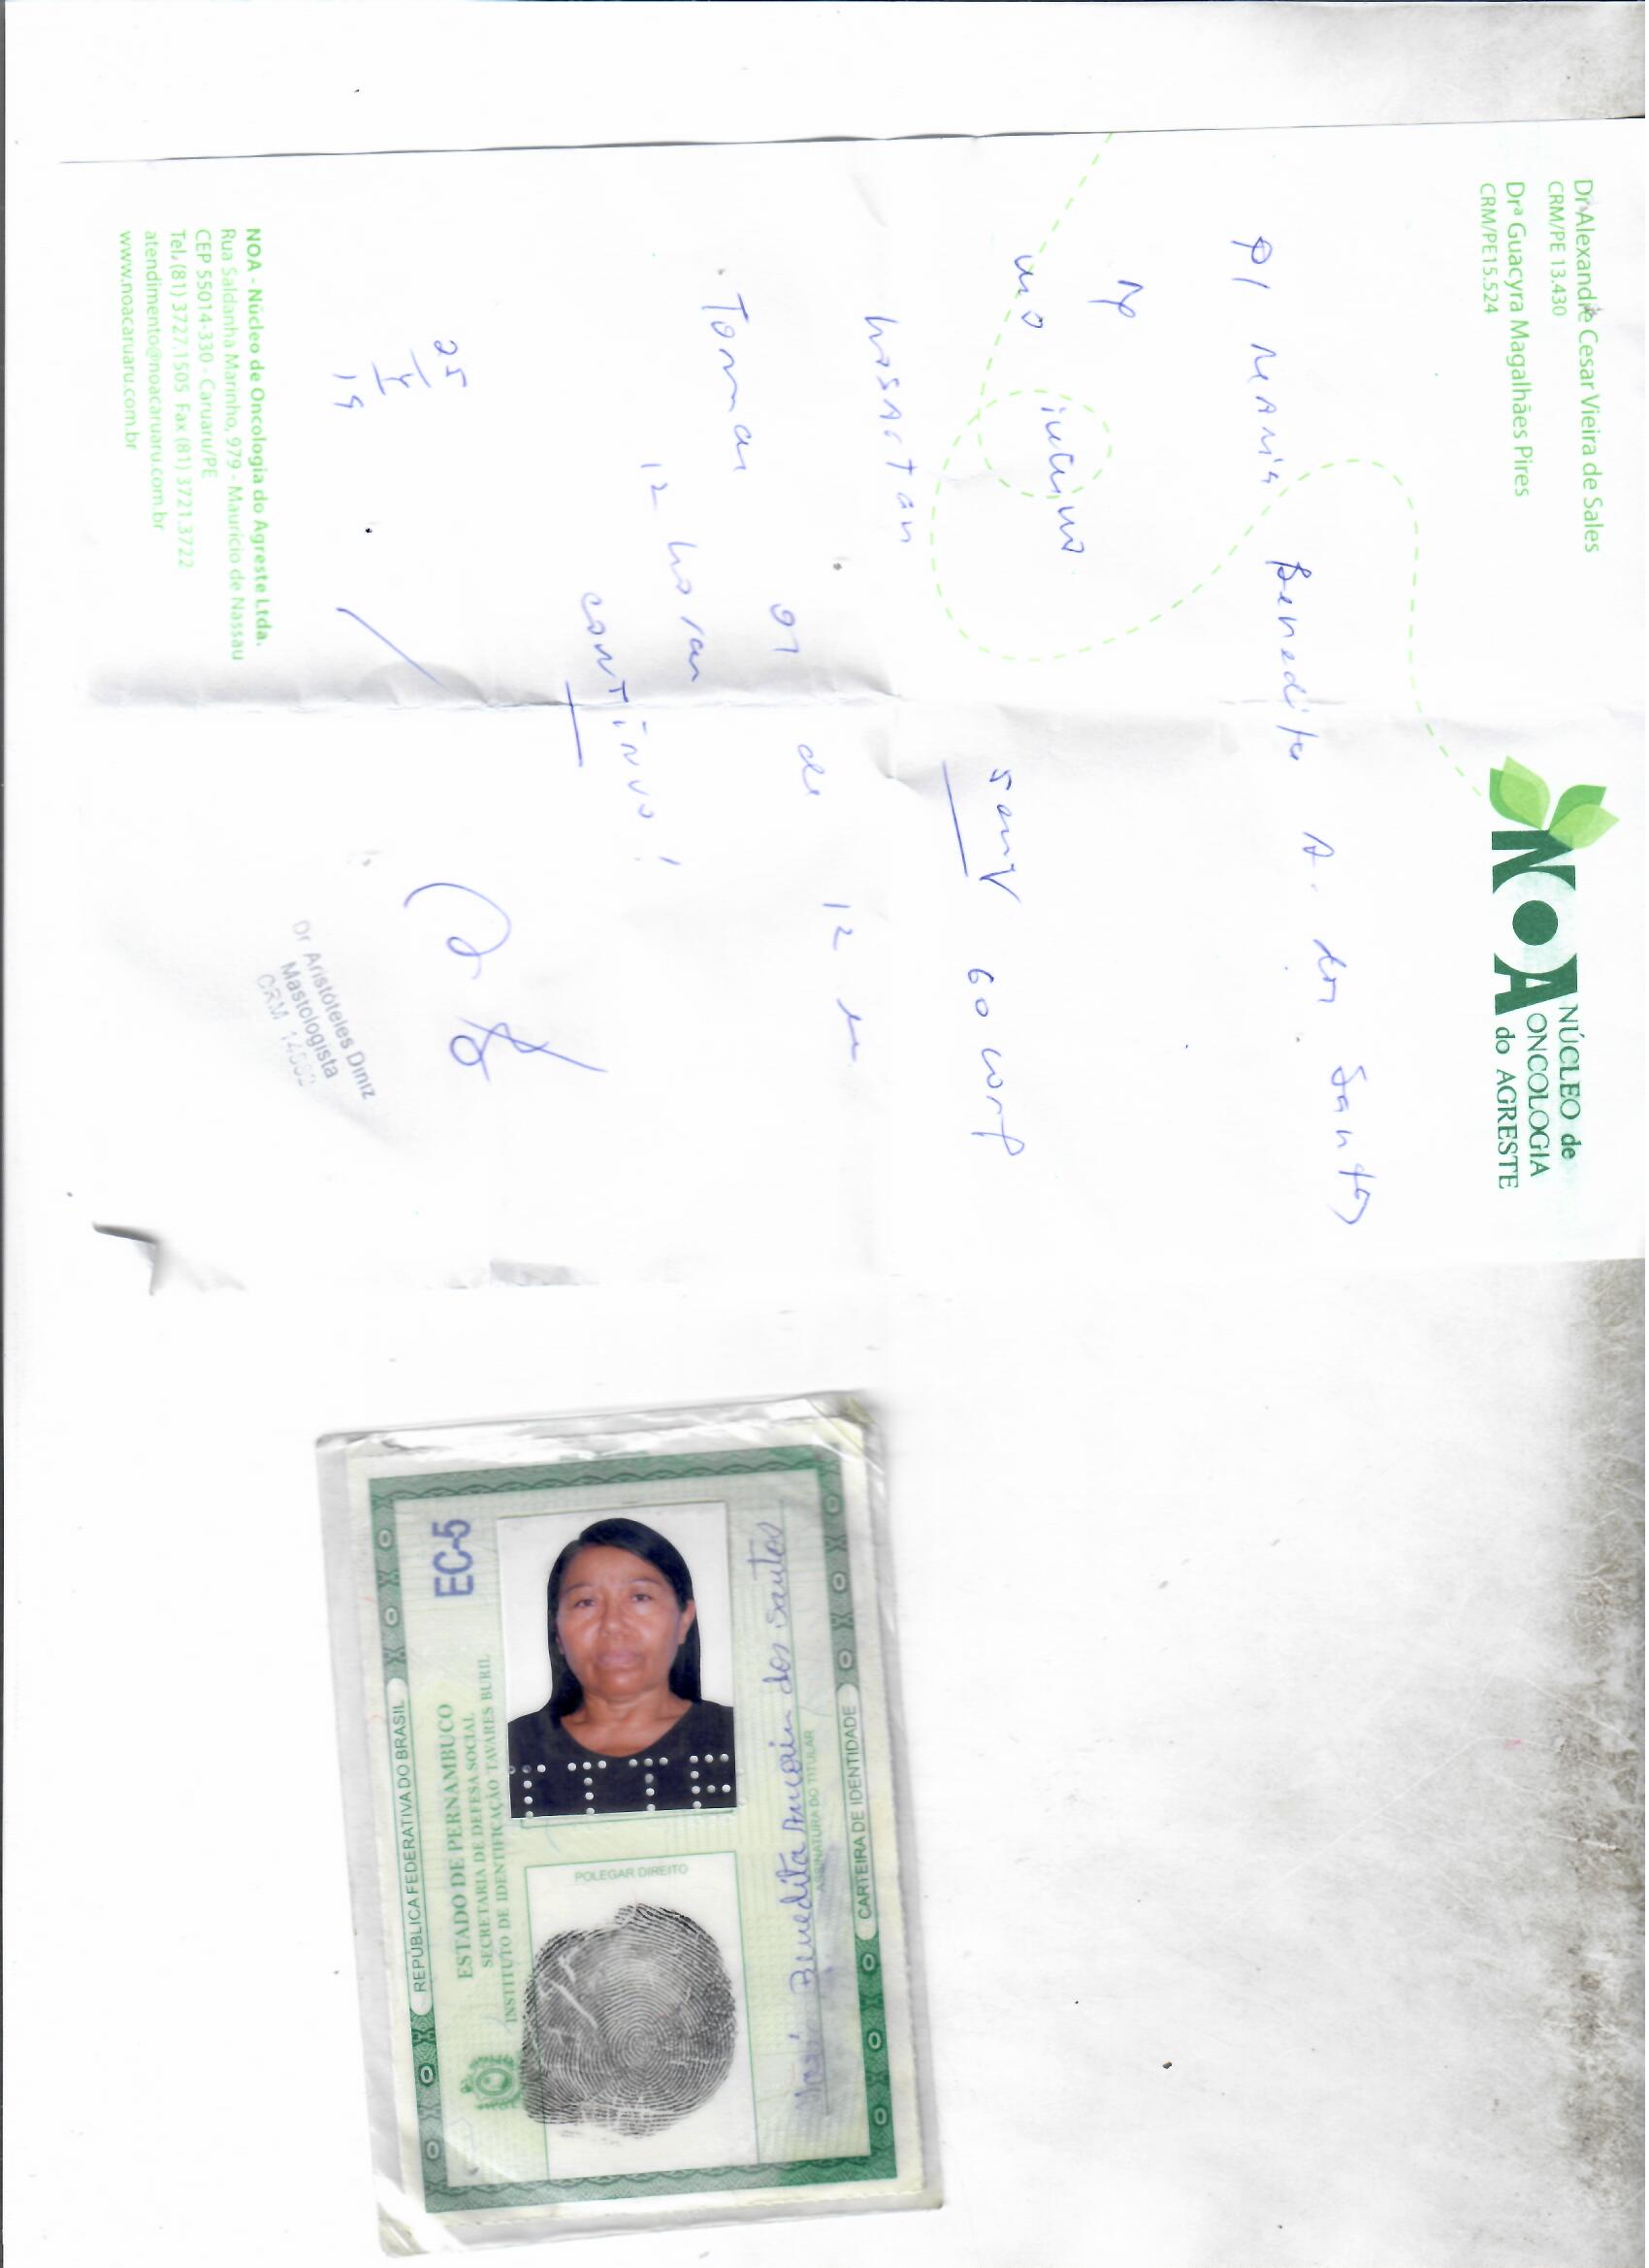 Dr Alexandre Cesar Vieira de Sales
CRM/PE 13.430
Drª Guacyra Magalhães Pires
CRM/PE 15.524
NOA
NÚCLEO de
ONCOLOGIA
do AGRESTE
P/ Maria Benedita A. dos Santos
uso interno
Losartan 50mg 60 comp
Tomar 01 de 12 em
12 horas
contínuo!
25
19
Dr Aristóteles Diniz
Mastologista
CRM
NOA - Núcleo de Oncologia do Agreste Ltda.
Rua Saldanha Marinho, 979 - Maurício de Nassau
CEP 55014-330 - Caruaru/PE
Tel. (81) 3727.1505 Fax (81) 3721.3722
atendimento@noacaruaru.com.br
www.noacaruaru.com.br
REPÚBLICA FEDERATIVA DO BRASIL
EC-5
ESTADO DE PERNAMBUCO
SECRETARIA DE DEFESA SOCIAL
INSTITUTO DE IDENTIFICAÇÃO TAVARES BURIL
POLEGAR DIREITO
IITB
Benedita Amorim dos Santos
ASSINATURA DO TITULAR
CARTEIRA DE IDENTIDADE